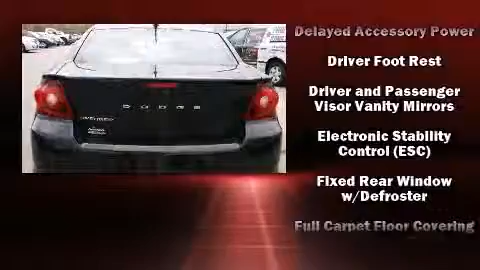 Delayed Accessory Power
Driver Foot Rest
Driver and Passenger
Visor Vanity Mirrors
Electronic Stability
Control (ESC)
Fixed Rear Window
w/Defroster
Full Carpet Floor Covering
DODGE
AVENGER